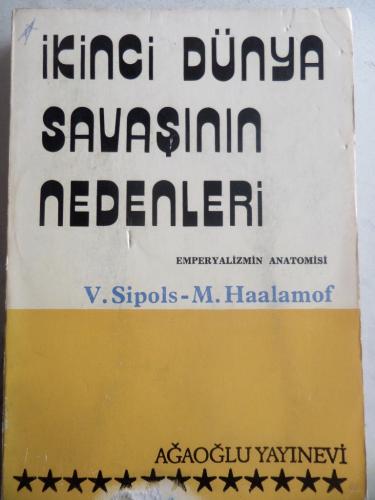 İKİNCİ DÜNYA
SAVAŞININ
NEDENLERİ
EMPERYALİZMİN ANATOMİSİ
V. Sipols-M. Haalamof
AĞAOĞLU YAYINEVİ